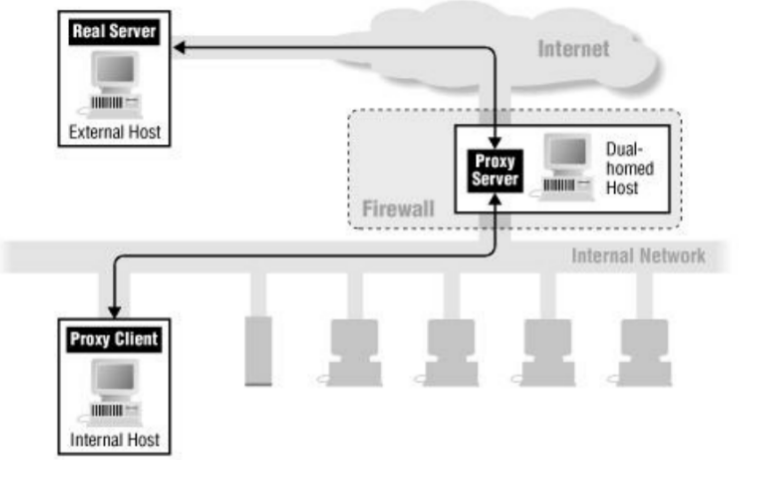 Real Server
External Host
Internet
Proxy
Server
Dual-
homed
Host
Firewall
Internal Network
Proxy Client
Internal Host